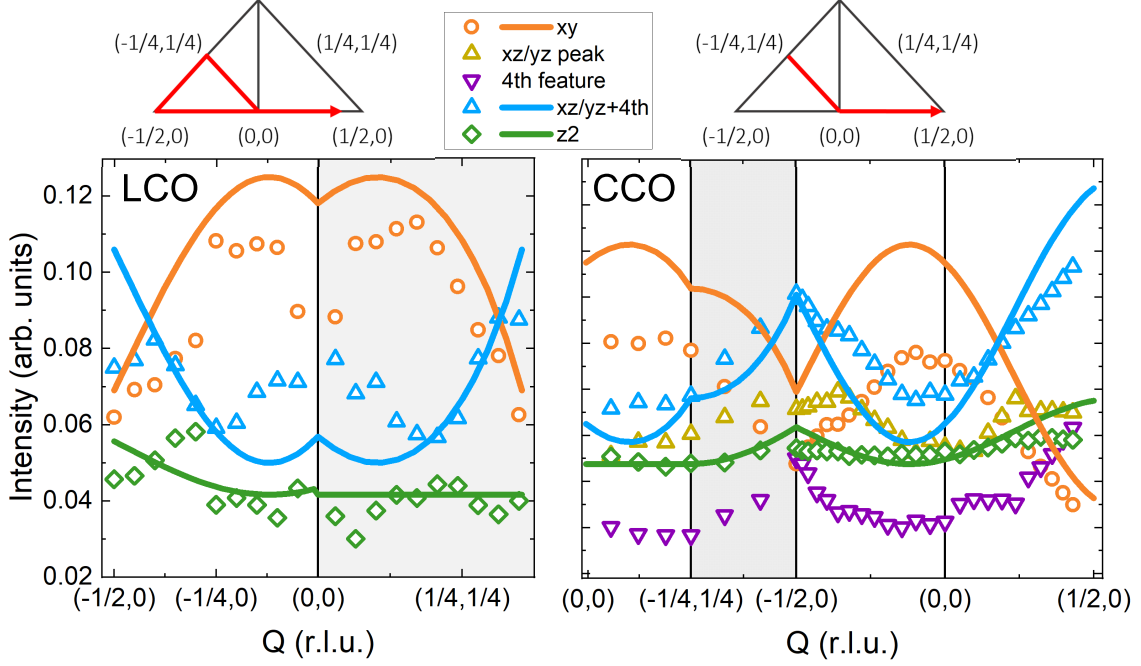 (-1/4,1/4)
(1/4,1/4)
(-1/2,0)
(0,0)
(1/2,0)
xy
xz/yz peak
4th feature
xz/yz+4th
z2
(-1/4,1/4)
(1/4,1/4)
(-1/2,0)
(0,0)
(1/2,0)
LCO
CCO
Intensity (arb. units)
0.12
0.10
0.08
0.06
0.04
0.02
(-1/2,0)
(-1/4,0)
(0,0)
(1/4,1/4)
Q (r.l.u.)
(0,0)
(-1/4,1/4)
(-1/2,0)
(0,0)
(1/2,0)
Q (r.l.u.)